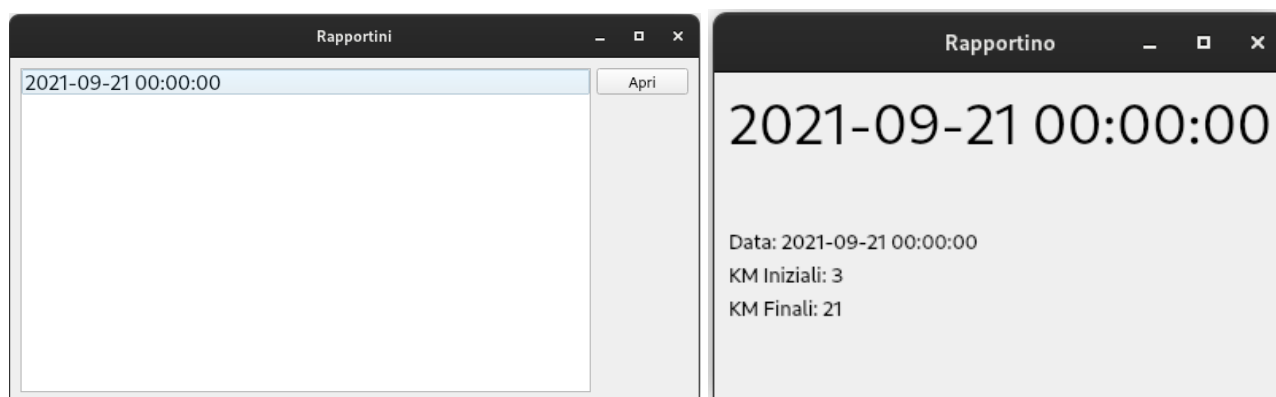 Rapportini
2021-09-21 00:00:00
Apri
Rapportino
2021-09-21 00:00:00
Data: 2021-09-21 00:00:00
KM Iniziali: 3
KM Finali: 21